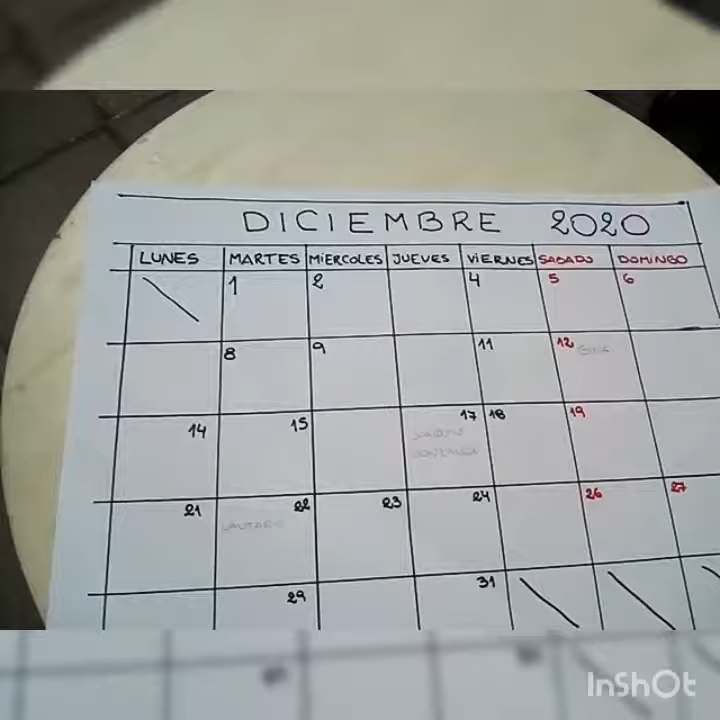 DICIEMBRE 2020
LUNES MARTES MIERCOLES JUEVES VIERNES SABADO DOMINGO
1 2 4 5 6
8 9 11 12
14 15 17 18 19
21 22 23 24 26 27
LAUTARO
29 31
InShOt